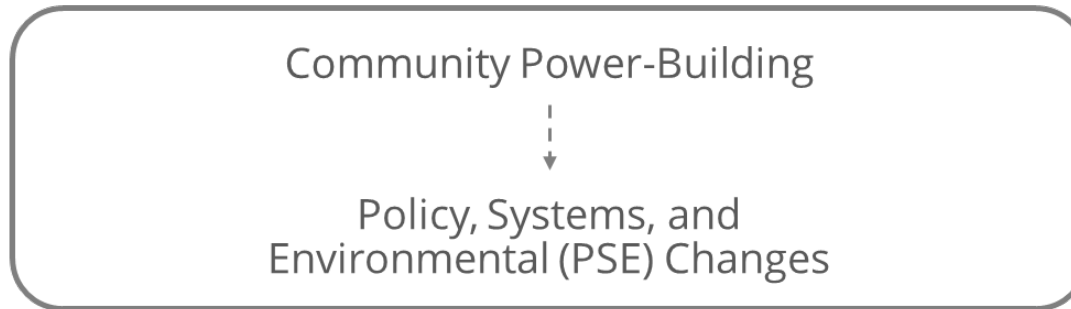 Community Power-Building
Policy, Systems, and
Environmental (PSE) Changes